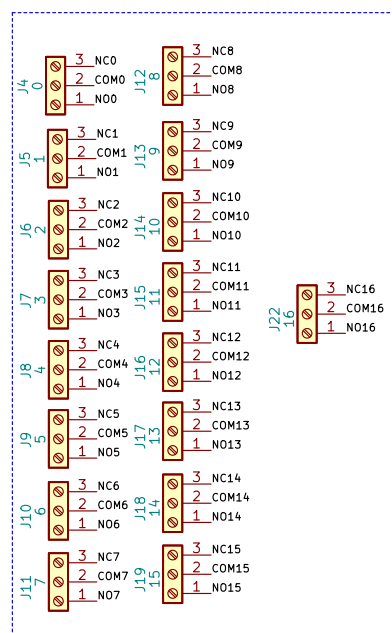 J4
0
3 NC0
2 COM0
1 NO0
J5
1
3 NC1
2 COM1
1 NO1
J6
2
3 NC2
2 COM2
1 NO2
J7
3
3 NC3
2 COM3
1 NO3
J8
4
3 NC4
2 COM4
1 NO4
J9
5
3 NC5
2 COM5
1 NO5
J10
6
3 NC6
2 COM6
1 NO6
J11
7
3 NC7
2 COM7
1 NO7
J12
8
3 NC8
2 COM8
1 NO8
J13
9
3 NC9
2 COM9
1 NO9
J14
10
3 NC10
2 COM10
1 NO10
J15
11
3 NC11
2 COM11
1 NO11
J16
12
3 NC12
2 COM12
1 NO12
J17
13
3 NC13
2 COM13
1 NO13
J18
14
3 NC14
2 COM14
1 NO14
J19
15
3 NC15
2 COM15
1 NO15
J22
16
3 NC16
2 COM16
1 NO16